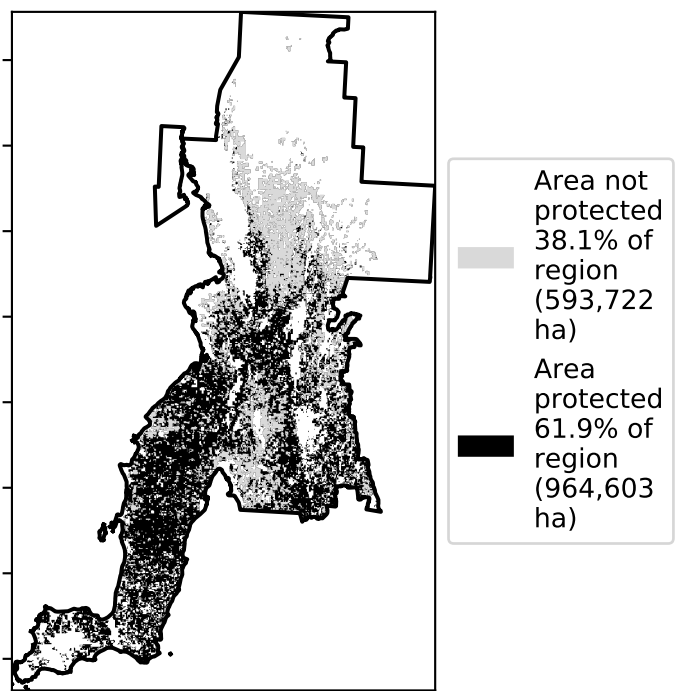 Area not
protected
38.1% of
region
(593,722
ha)
Area
protected
61.9% of
region
(964,603
ha)